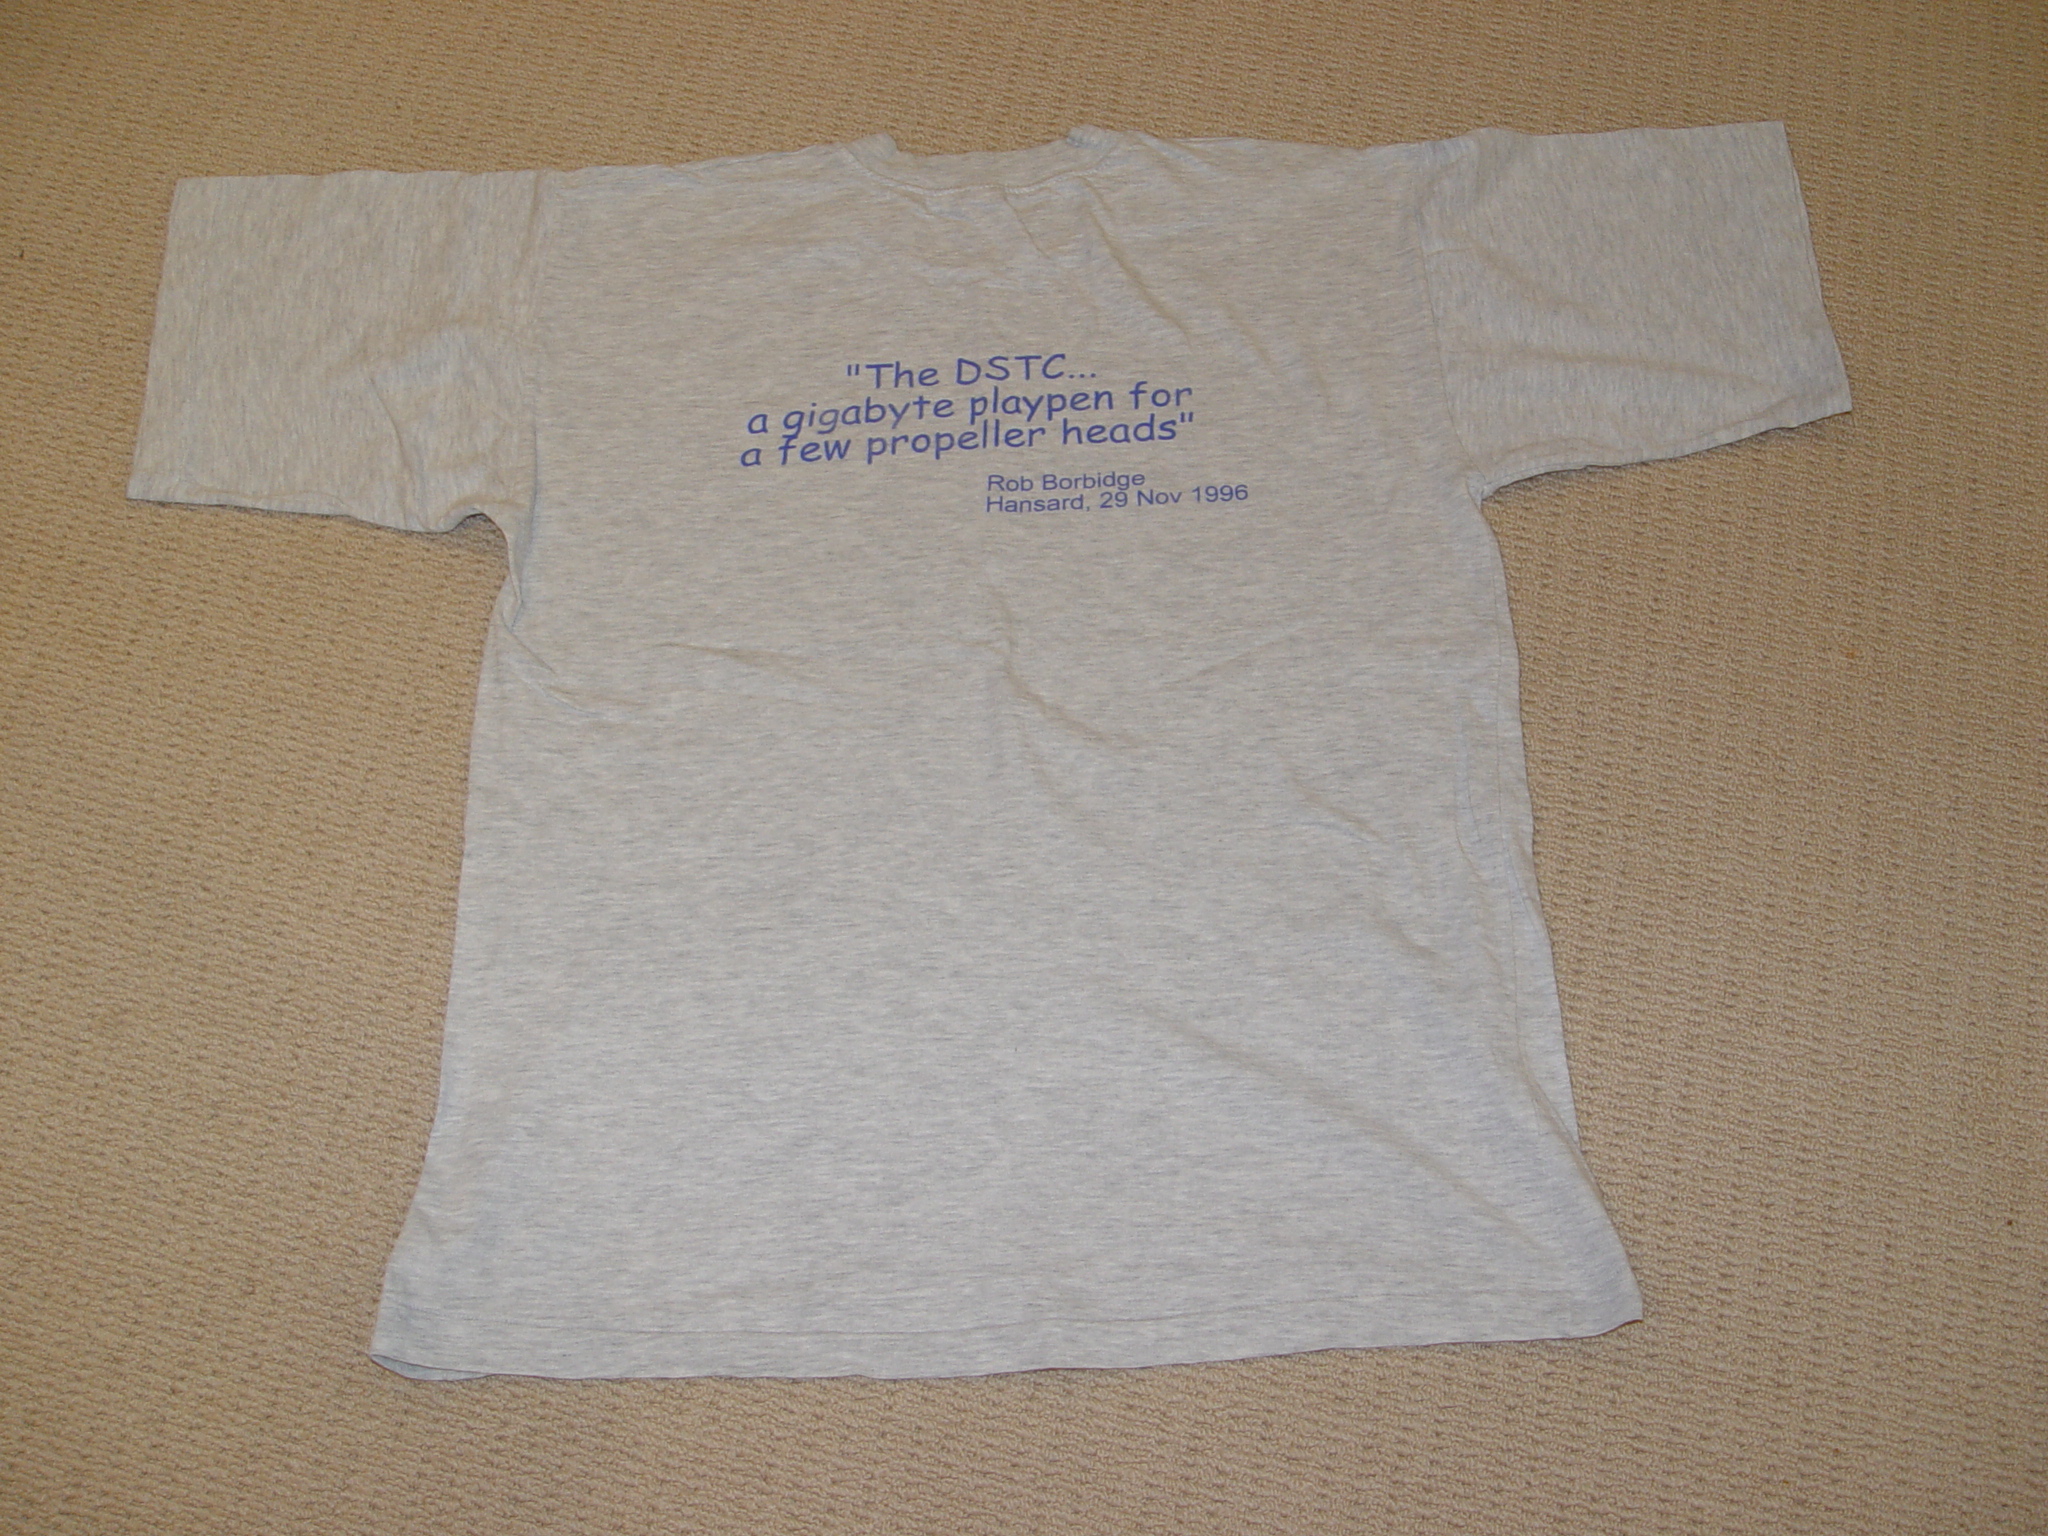 "The DSTC...
a gigabyte playpen for
a few propeller heads"
Rob Borbidge
Hansard, 29 Nov 1996